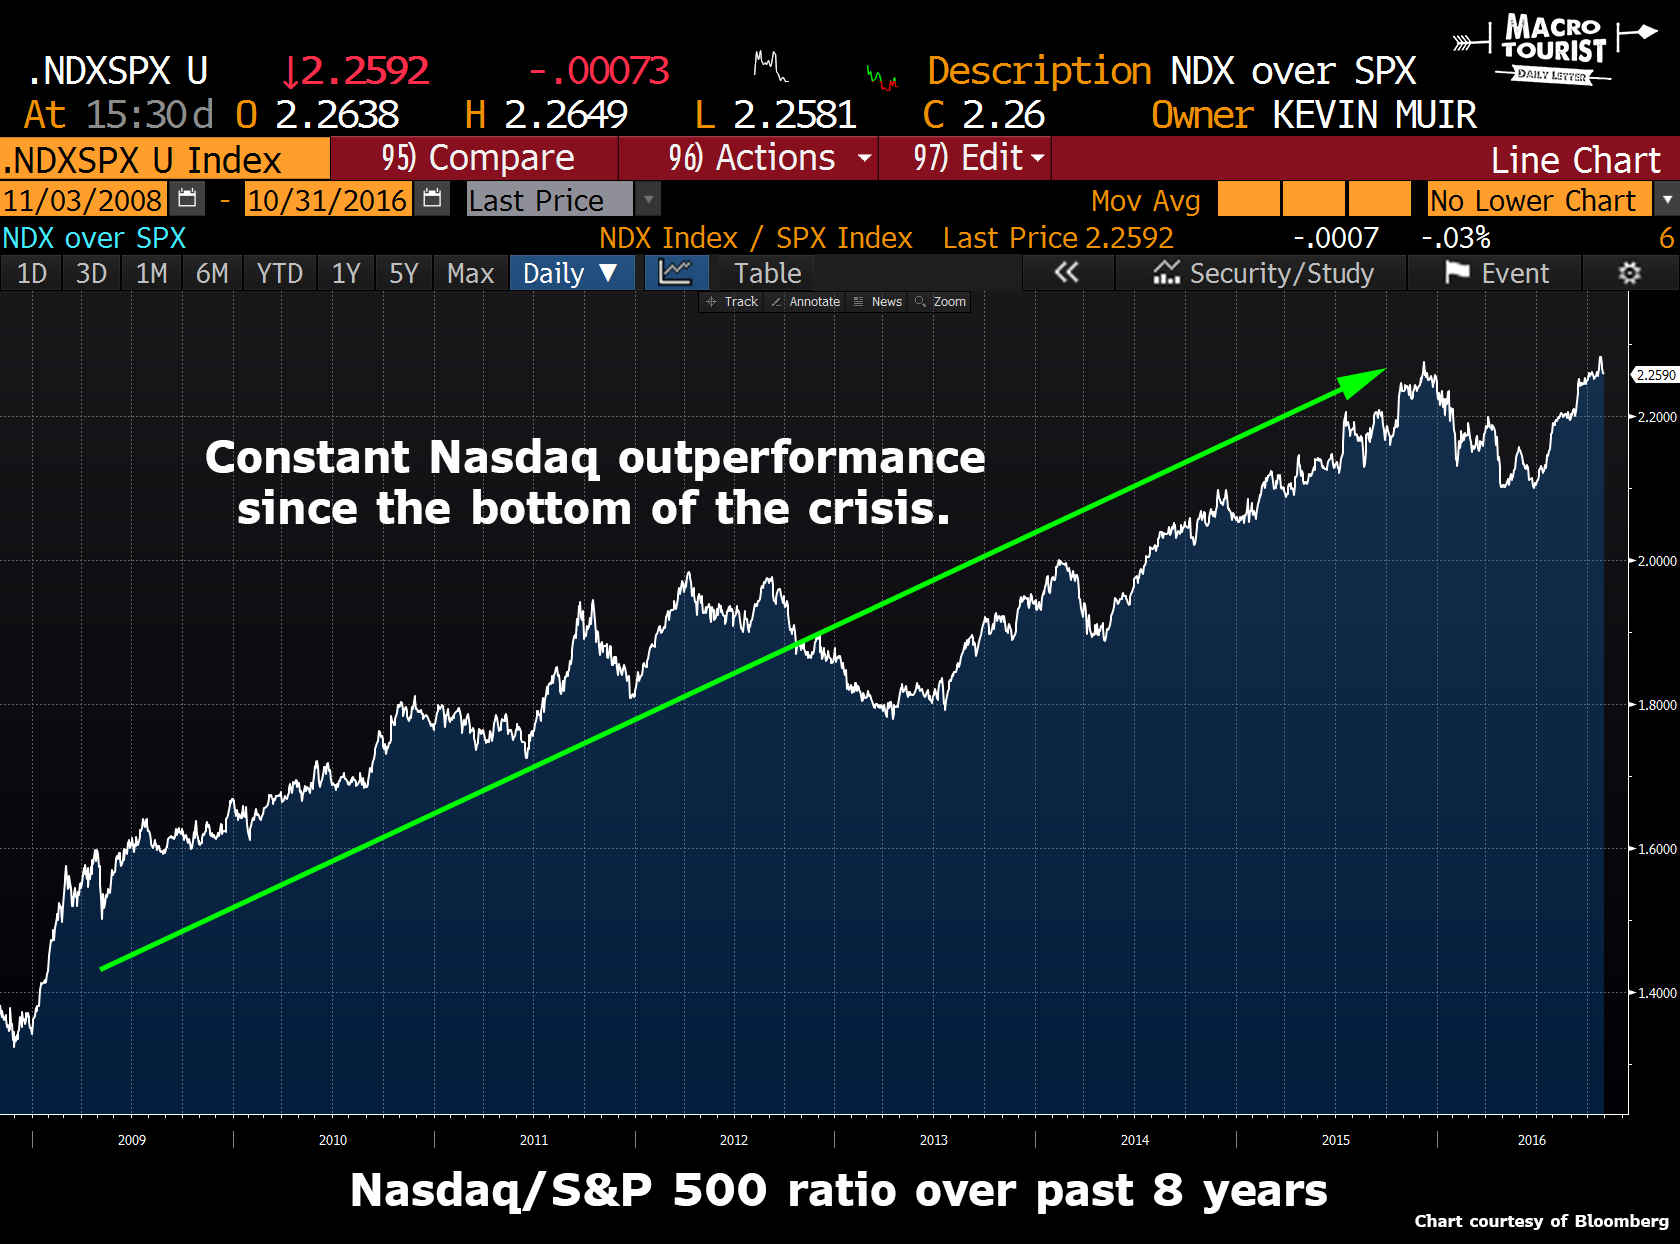 MACRO
TOURIST
DAILY LETTER
.NDXSPX U ↓2.2592 -.00073 Description NDX over SPX
At 15:30 d O 2.2638 H 2.2649 L 2.2581 C 2.26 Owner KEVIN MUIR
.NDXSPX U Index 95) Compare 96) Actions 97) Edit Line Chart
11/03/2008 - 10/31/2016 Last Price Mov Avg No Lower Chart
NDX over SPX NDX Index / SPX Index Last Price 2.2592 -.0007 -.03% 6
1D 3D 1M 6M YTD 1Y 5Y Max Daily ▼ Table « Security/Study Event
Track Annotate News Zoom
2.2590
2.2000
Constant Nasdaq outperformance
since the bottom of the crisis.
2.0000
1.8000
1.6000
1.4000
2009 2010 2011 2012 2013 2014 2015 2016
Nasdaq/S&P 500 ratio over past 8 years
Chart courtesy of Bloomberg